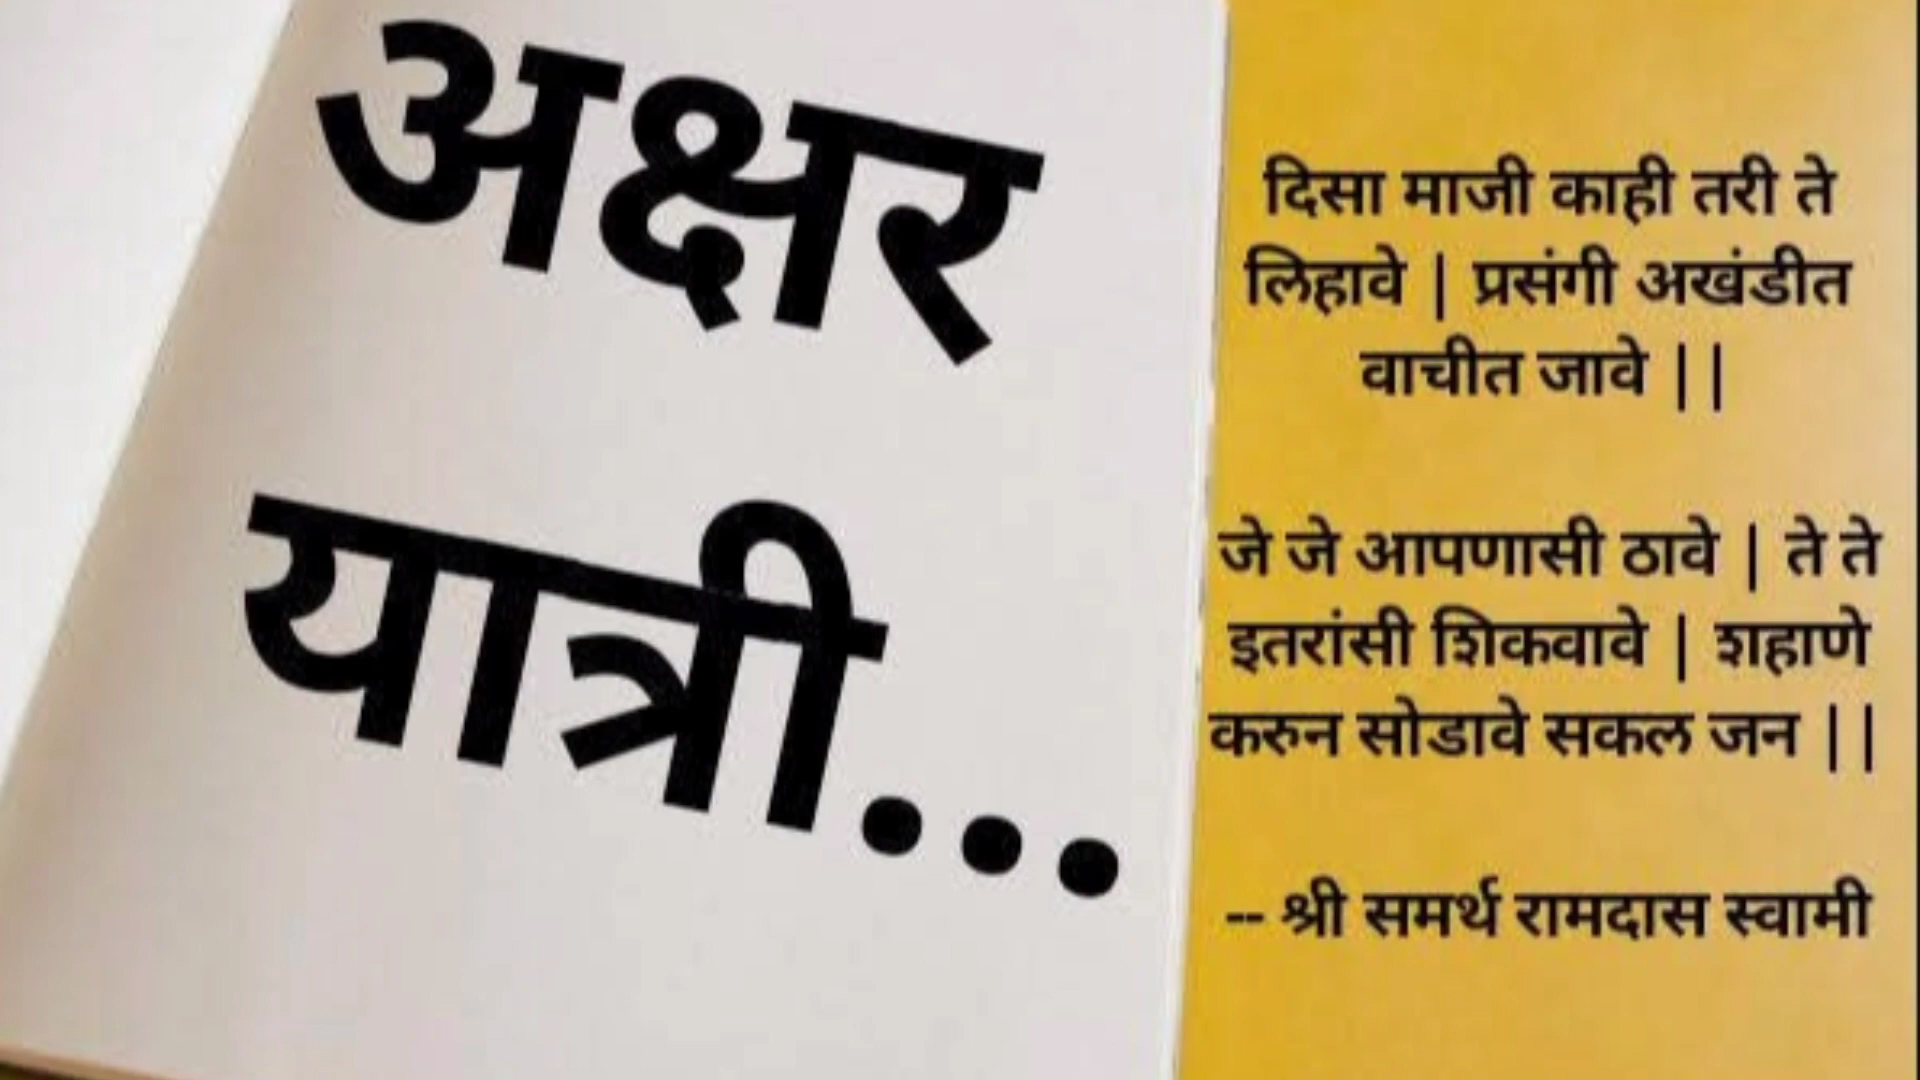 अक्षर
यात्री...
दिसा माजी काही तरी ते
लिहावे | प्रसंगी अखंडीत
वाचीत जावे ||
जे जे आपणासी ठावे | ते ते
इतरांसी शिकवावे | शहाणे
करुन सोडावे सकल जन ||
-- श्री समर्थ रामदास स्वामी